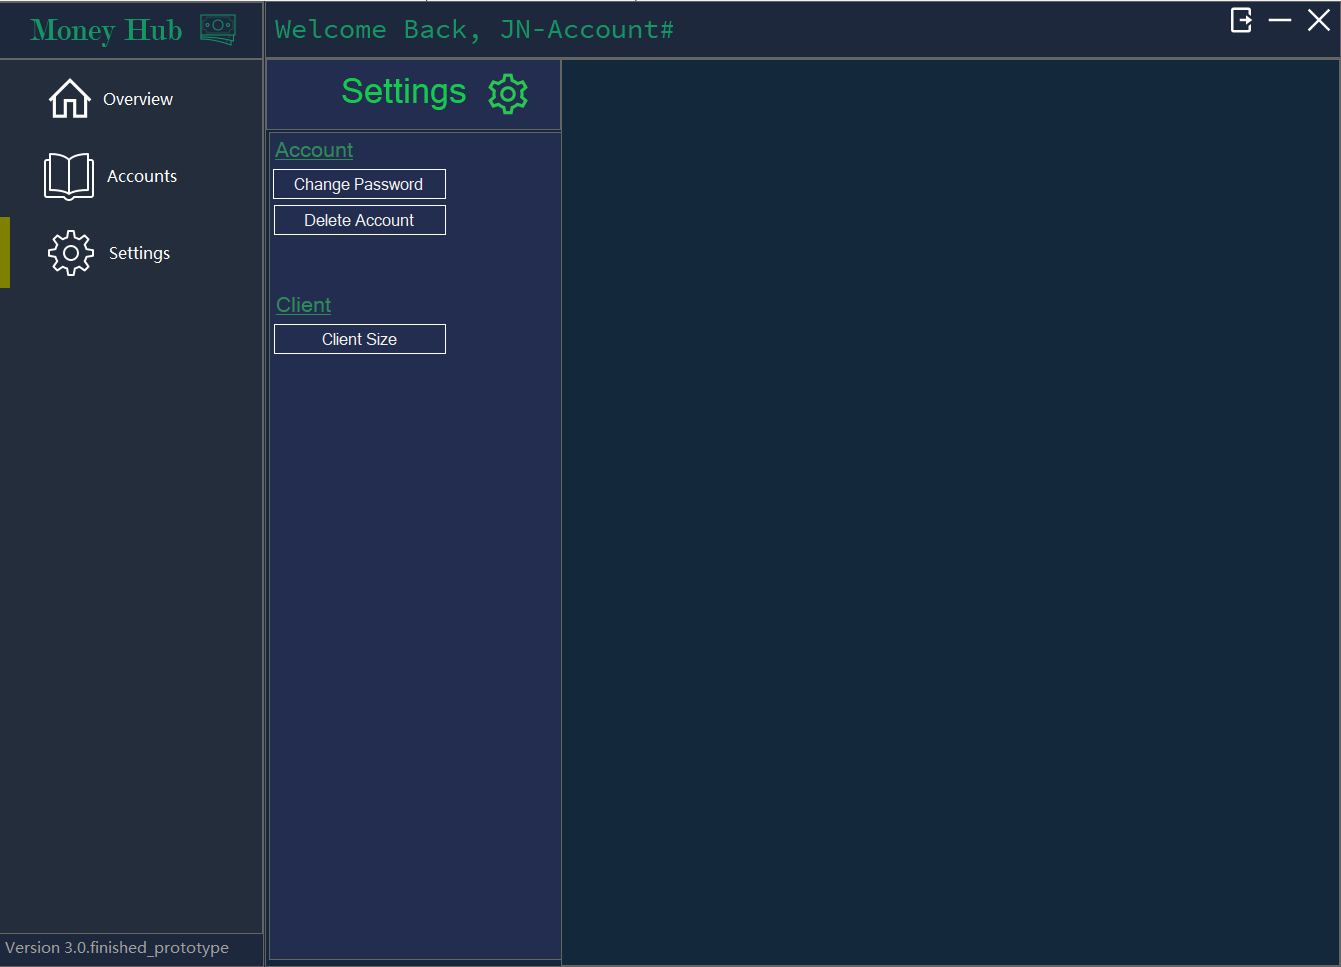 Money Hub
Welcome Back, JN-Account#
Overview
Accounts
Settings
Settings
Account
Change Password
Delete Account
Client
Client Size
Version 3.0.finished_prototype